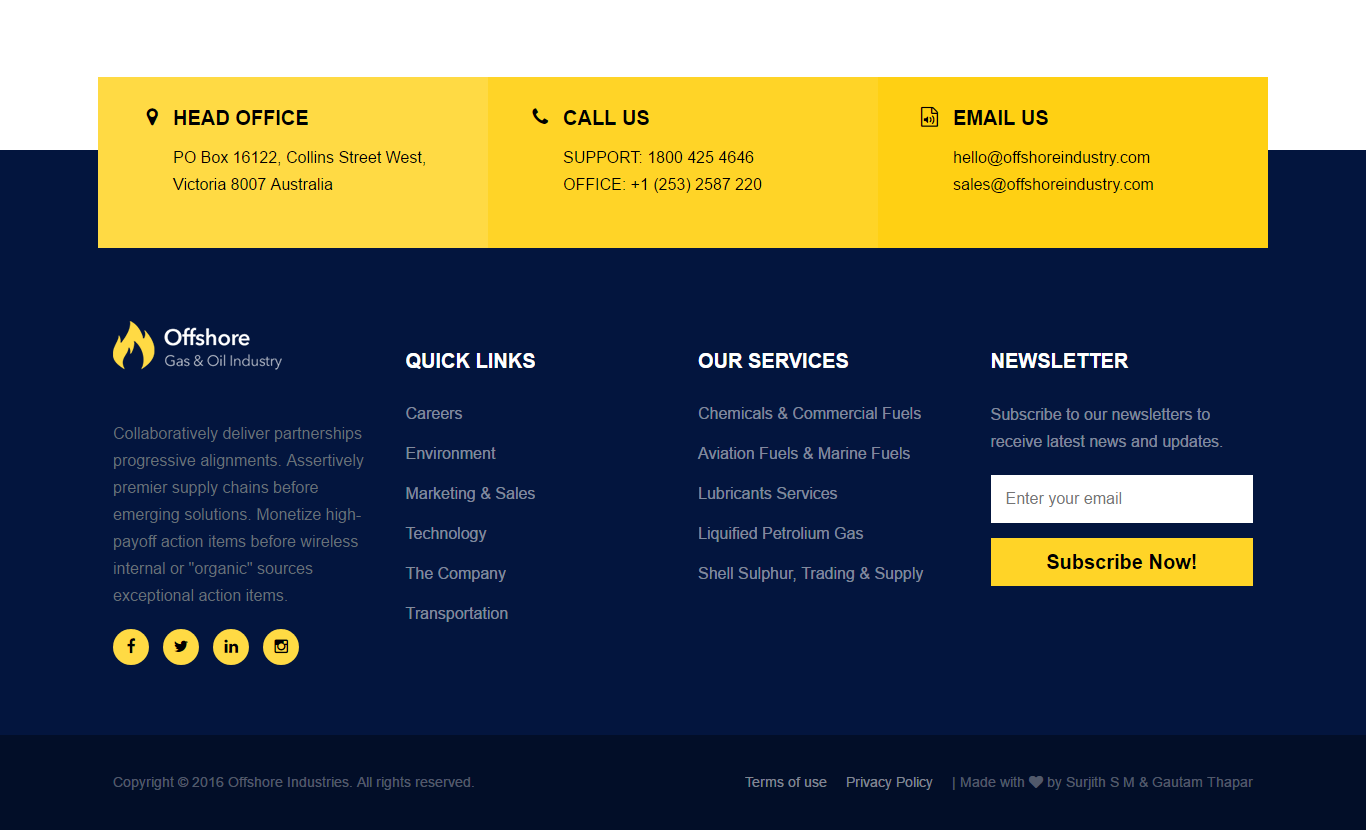 HEAD OFFICE
PO Box 16122, Collins Street West,
Victoria 8007 Australia
CALL US
SUPPORT: 1800 425 4646
OFFICE: +1 (253) 2587 220
EMAIL US
hello@offshoreindustry.com
sales@offshoreindustry.com
Offshore
Gas & Oil Industry
Collaboratively deliver partnerships
progressive alignments. Assertively
premier supply chains before
emerging solutions. Monetize high-
payoff action items before wireless
internal or "organic" sources
exceptional action items.
QUICK LINKS
Careers
Environment
Marketing & Sales
Technology
The Company
Transportation
OUR SERVICES
Chemicals & Commercial Fuels
Aviation Fuels & Marine Fuels
Lubricants Services
Liquified Petrolium Gas
Shell Sulphur, Trading & Supply
NEWSLETTER
Subscribe to our newsletters to
receive latest news and updates.
Enter your email
Subscribe Now!
Copyright © 2016 Offshore Industries. All rights reserved.
Terms of use Privacy Policy | Made with ♥ by Surjith S M & Gautam Thapar